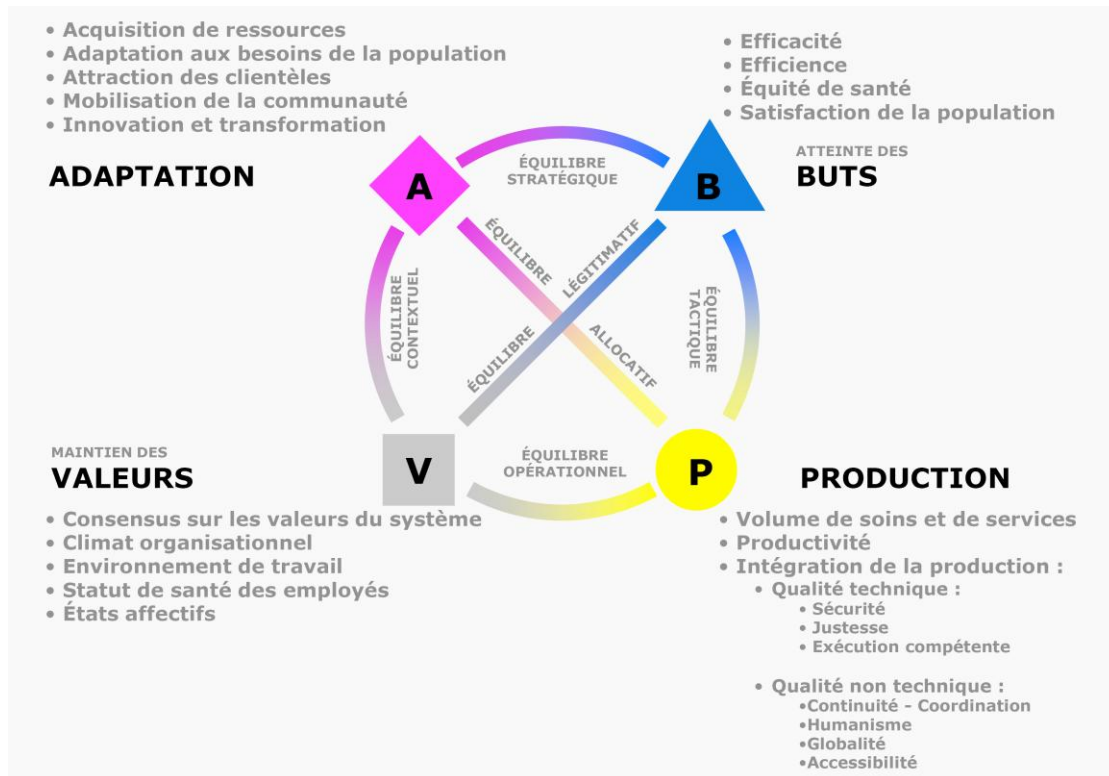 • Acquisition de ressources
• Adaptation aux besoins de la population
• Attraction des clientèles
• Mobilisation de la communauté
• Innovation et transformation
ADAPTATION
• Efficacité
• Efficience
• Équité de santé
• Satisfaction de la population
ATTEINTE DES
BUTS
A
ÉQUILIBRE
STRATÉGIQUE
B
ÉQUILIBRE
CONTEXTUEL
ÉQUILIBRE
ALLOCATIF
ÉQUILIBRE
LÉGITIMATIF
ÉQUILIBRE
TACTIQUE
V
ÉQUILIBRE
OPÉRATIONNEL
P
MAINTIEN DES
VALEURS
• Consensus sur les valeurs du système
• Climat organisationnel
• Environnement de travail
• Statut de santé des employés
• États affectifs
PRODUCTION
• Volume de soins et de services
• Productivité
• Intégration de la production :
• Qualité technique :
• Sécurité
• Justesse
• Exécution compétente
• Qualité non technique :
•Continuité - Coordination
•Humanisme
•Globalité
•Accessibilité